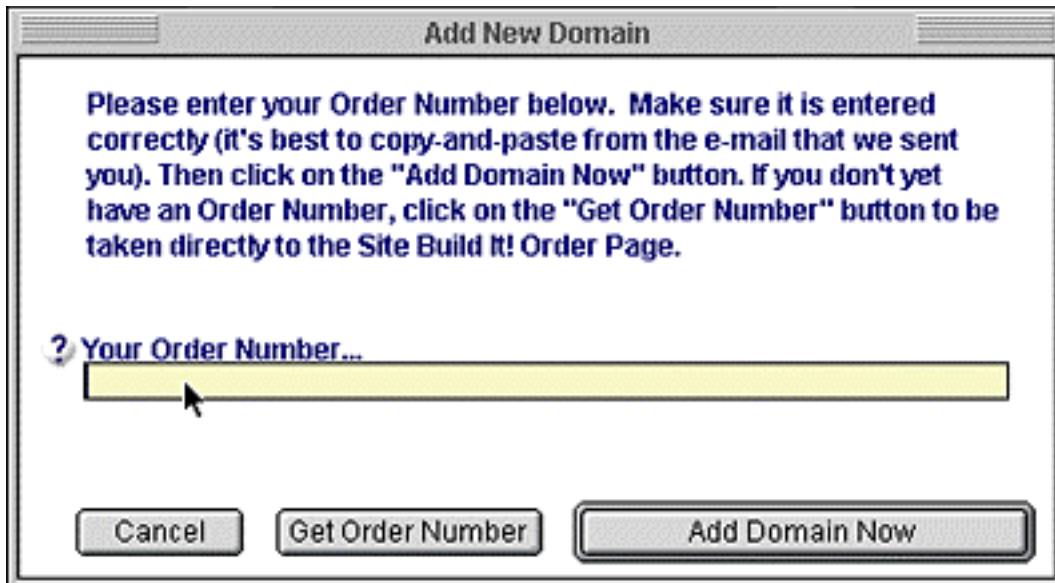 Add New Domain
Please enter your Order Number below.  Make sure it is entered
correctly (it's best to copy-and-paste from the e-mail that we sent
you). Then click on the "Add Domain Now" button. If you don't yet
have an Order Number, click on the "Get Order Number" button to be
taken directly to the Site Build It! Order Page.
? Your Order Number...
Cancel Get Order Number Add Domain Now